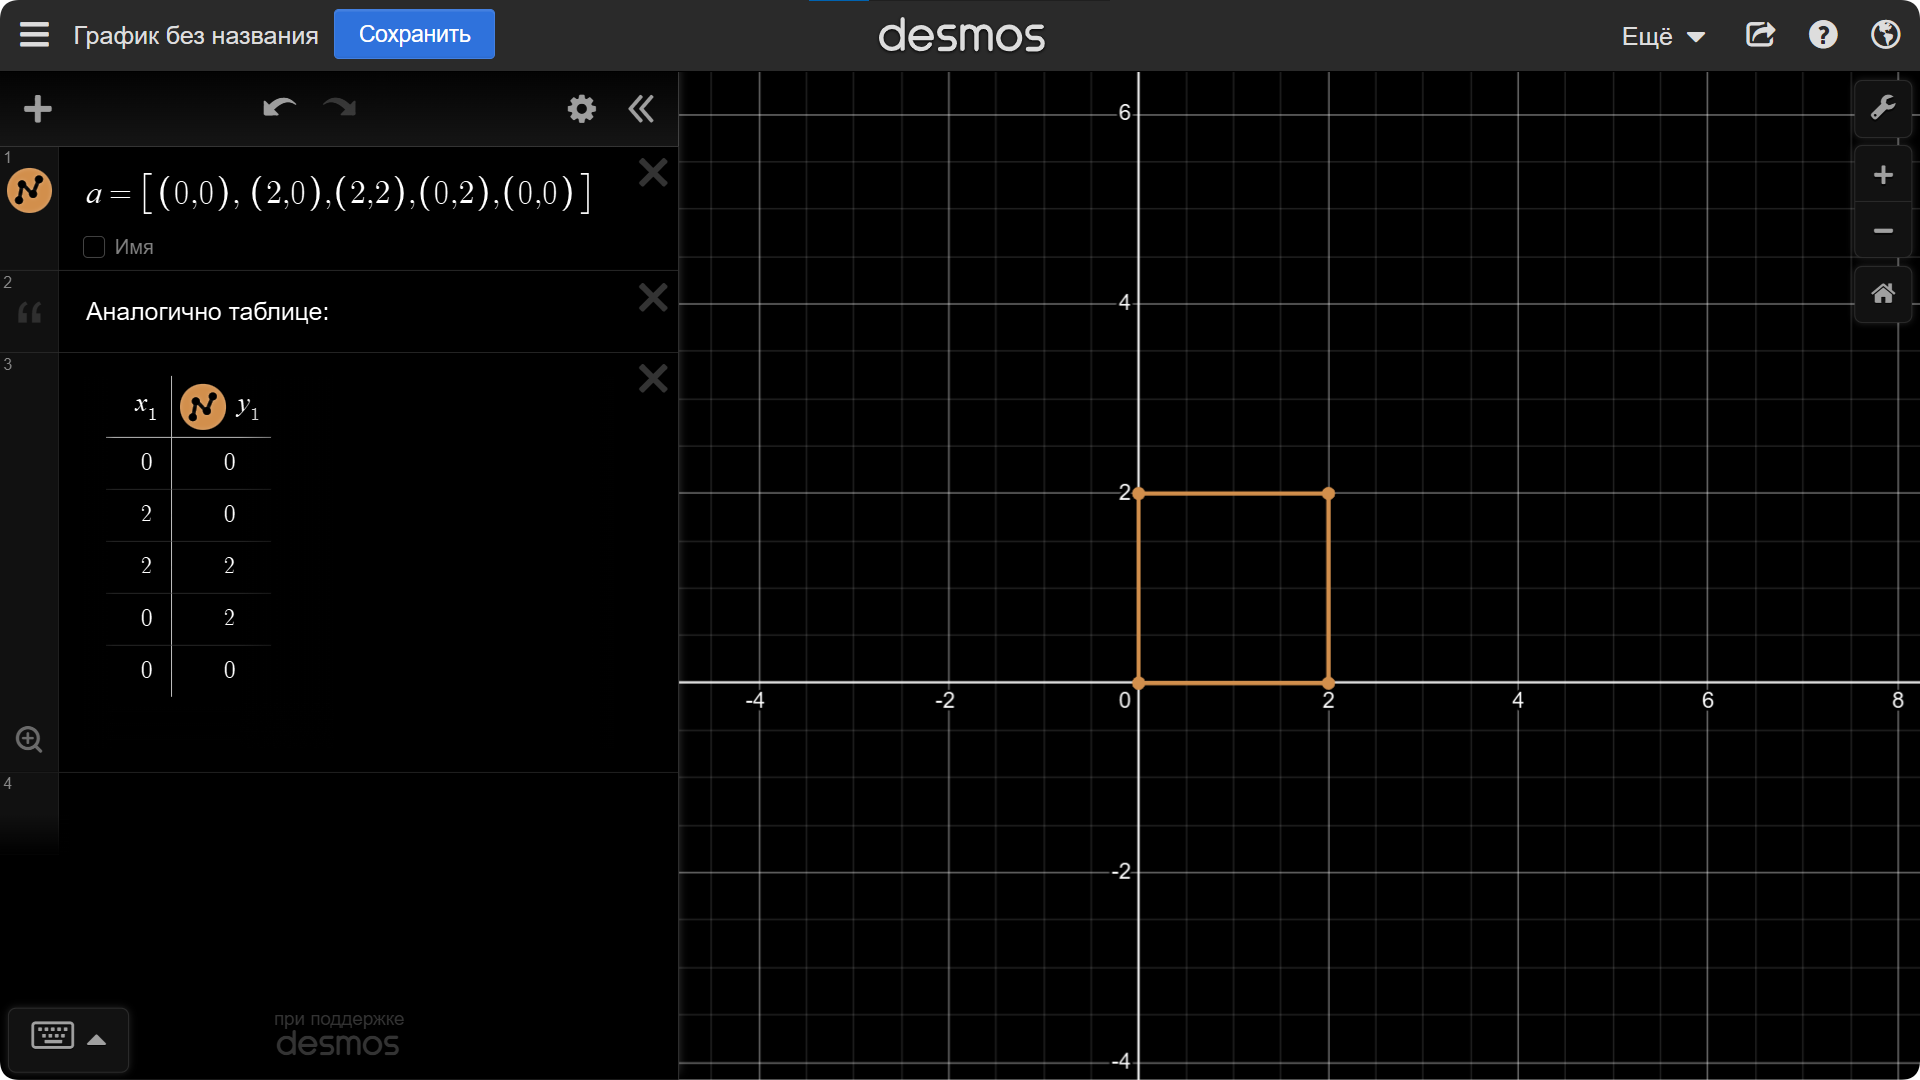 График без названия
Сохранить
desmos
Ещё
1
a = [(0,0), (2,0),(2,2),(0,2),(0,0)]
Имя
2
Аналогично таблице:
3
x₁ y₁
0 0
2 0
2 2
0 2
0 0
4
при поддержке
desmos
6
4
2
-4 -2 0 2 4 6 8
-2
-4